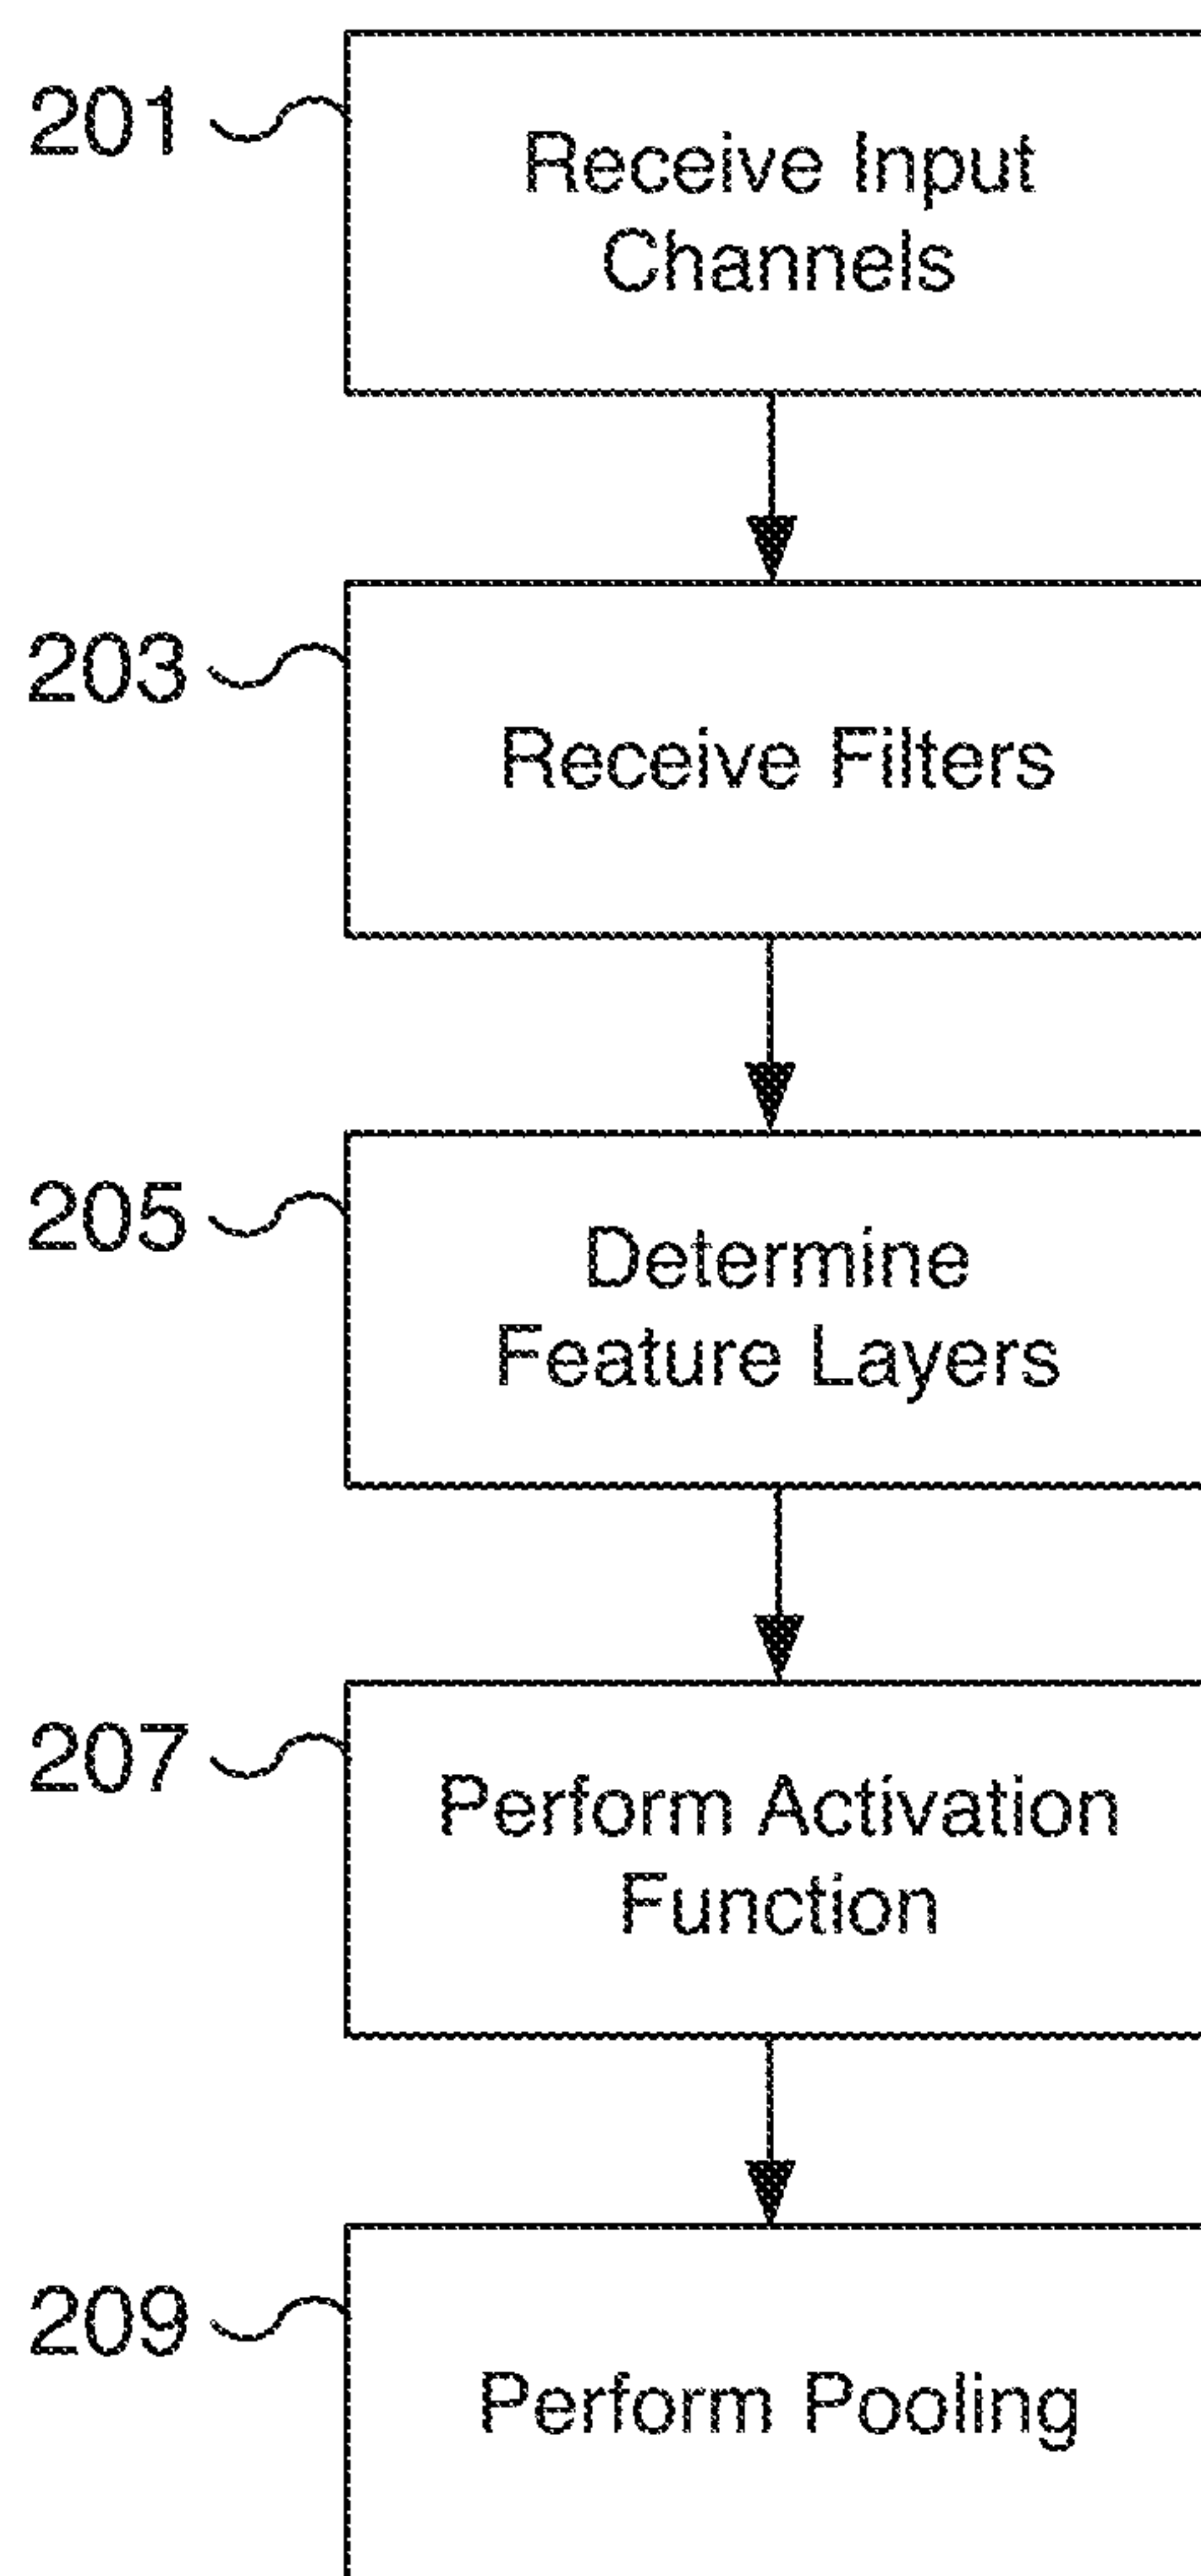 201
Receive Input
Channels
203
Receive Filters
205
Determine
Feature Layers
207
Perform Activation
Function
209
Perform Pooling